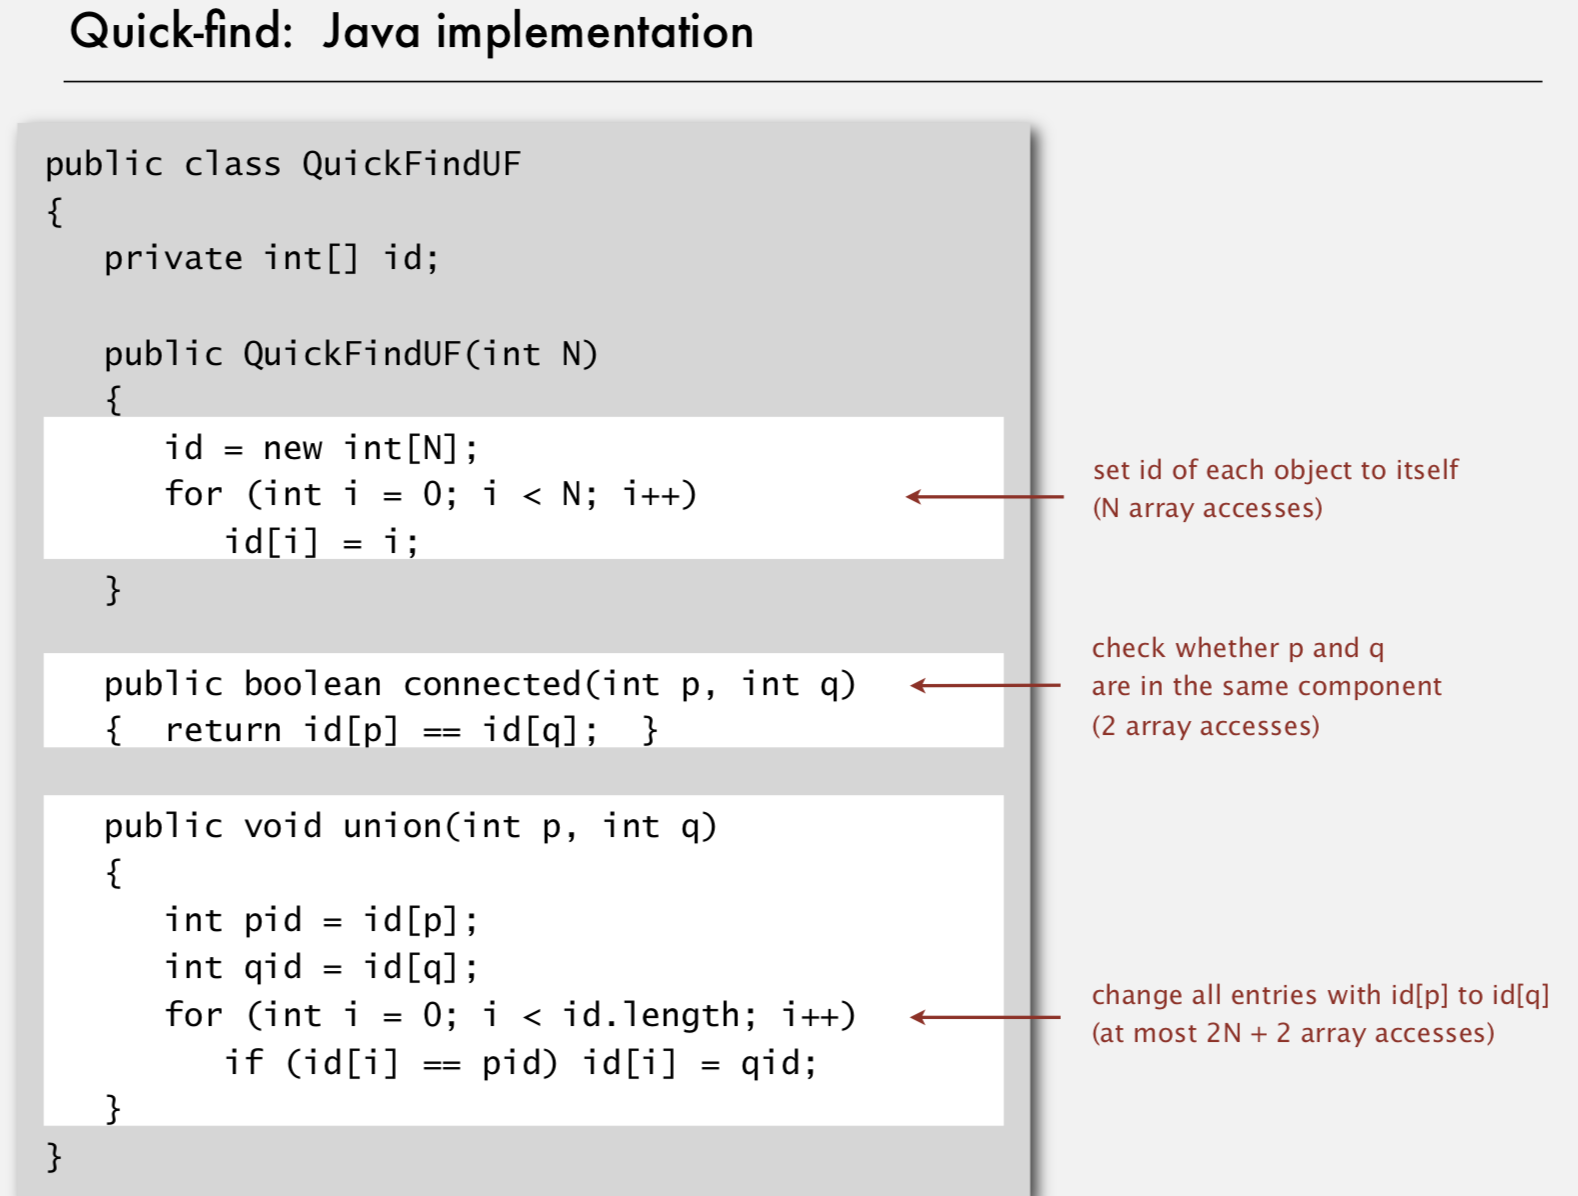 Quick-find: Java implementation
public class QuickFindUF
{
private int[] id;
public QuickFindUF(int N)
{
id = new int[N];
for (int i = 0; i < N; i++)
id[i] = i;
set id of each object to itself
(N array accesses)
}
public boolean connected(int p, int q)
{ return id[p] == id[q]; }
check whether p and q
are in the same component
(2 array accesses)
public void union(int p, int q)
{
int pid = id[p];
int qid = id[q];
for (int i = 0; i < id.length; i++)
if (id[i] == pid) id[i] = qid;
change all entries with id[p] to id[q]
(at most 2N + 2 array accesses)
}
}